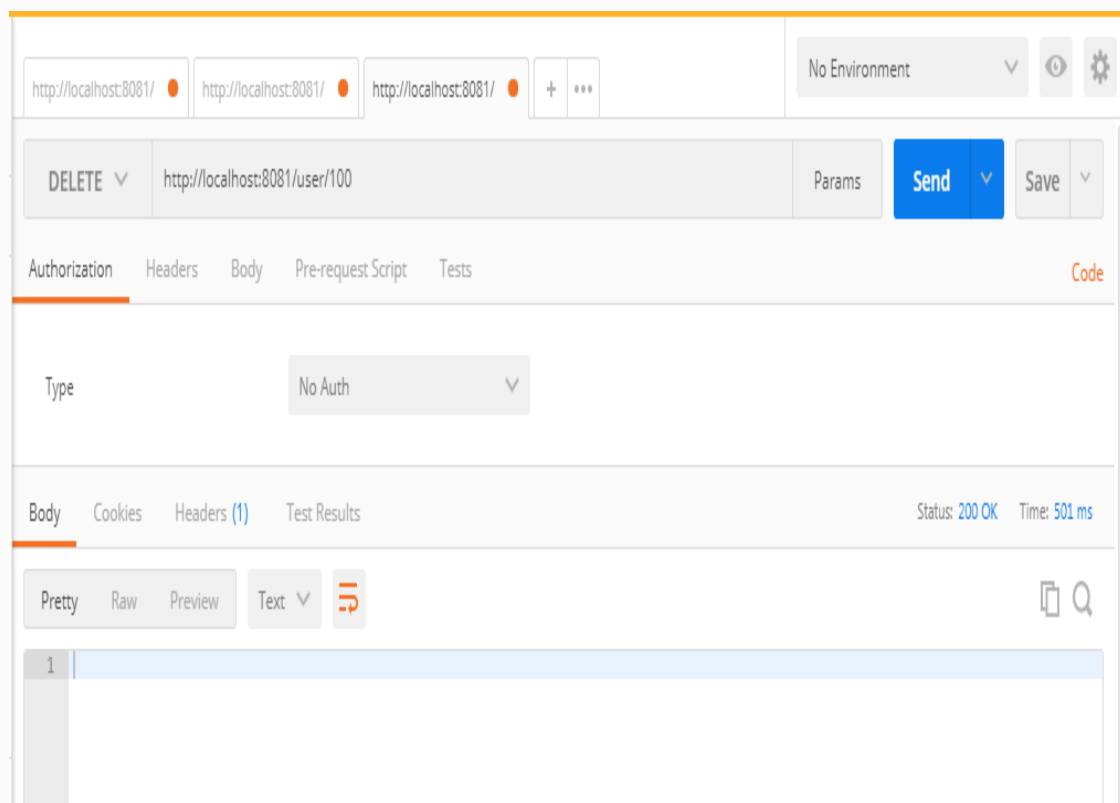 http://localhost:8081/ http://localhost:8081/ http://localhost:8081/ + ••• No Environment
DELETE http://localhost:8081/user/100 Params Send Save
Authorization Headers Body Pre-request Script Tests Code
Type No Auth
Body Cookies Headers (1) Test Results Status: 200 OK Time: 501 ms
Pretty Raw Preview Text
1